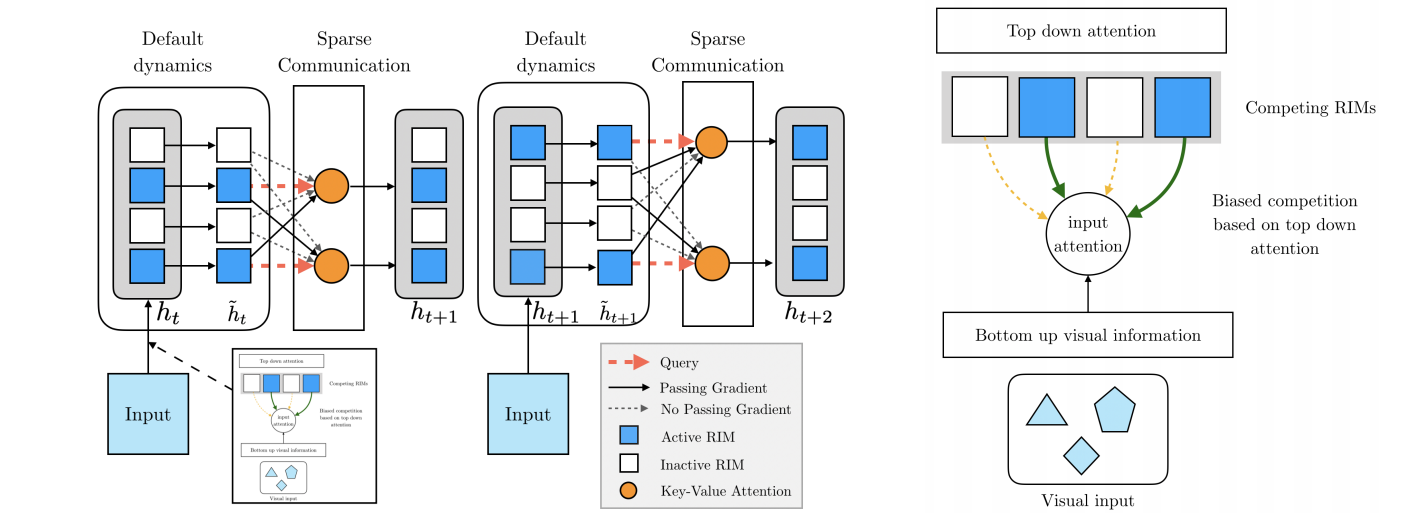 Default
dynamics
Sparse
Communication
Default
dynamics
Sparse
Communication
h_t
h̃_t
h_{t+1}
h_{t+1}
h̃_{t+1}
h_{t+2}
Input
Input
Top down attention
Competing RIMs
input
attention
Biased competition
based on top down
attention
Bottom up visual information
Visual input
Query
Passing Gradient
No Passing Gradient
Active RIM
Inactive RIM
Key-Value Attention
Top down attention
Competing RIMs
input
attention
Biased competition
based on top down
attention
Bottom up visual information
Visual input